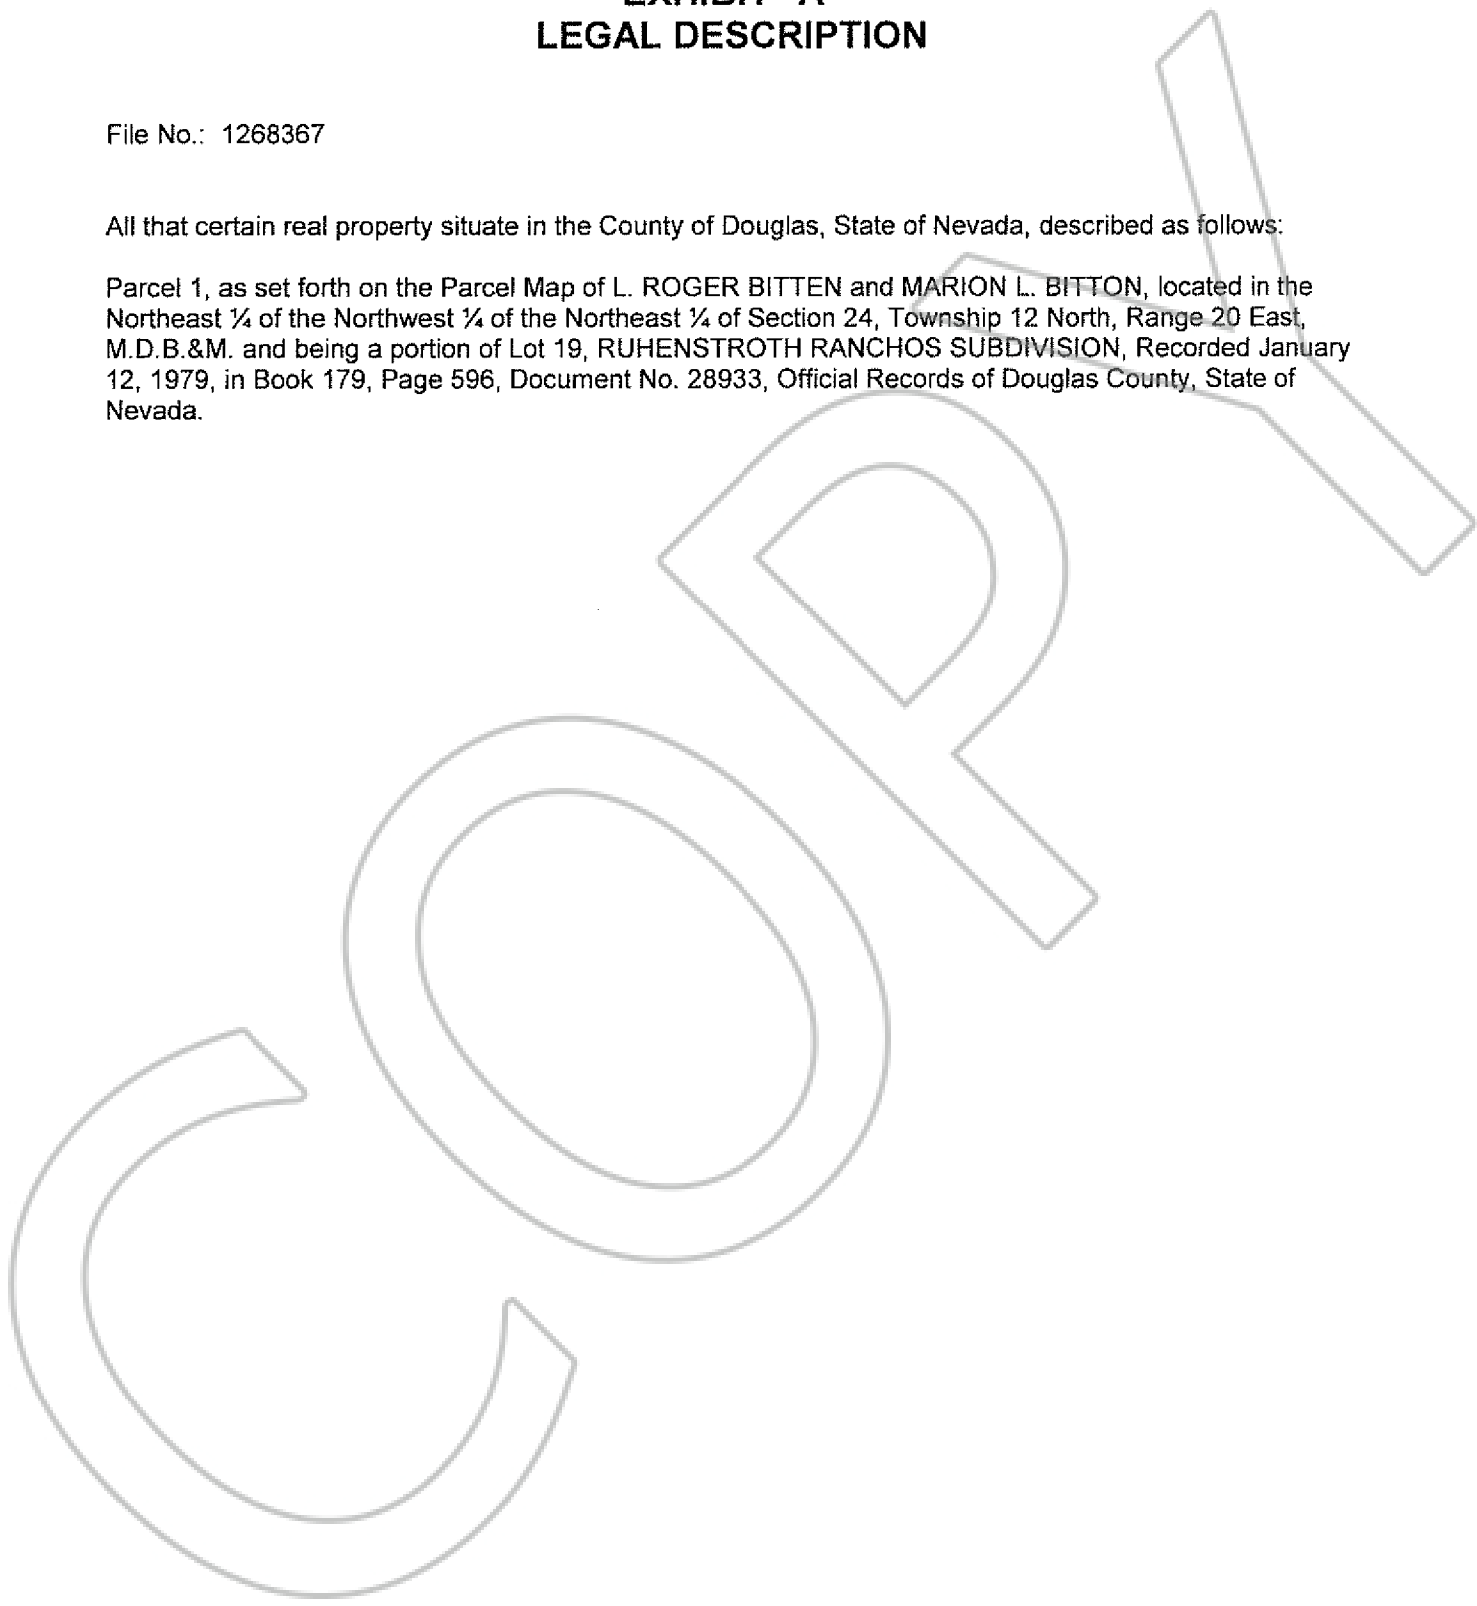 EXHIBIT "A"
LEGAL DESCRIPTION
File No.: 1268367
All that certain real property situate in the County of Douglas, State of Nevada, described as follows:
Parcel 1, as set forth on the Parcel Map of L. ROGER BITTEN and MARION L. BITTON, located in the
Northeast ¼ of the Northwest ¼ of the Northeast ¼ of Section 24, Township 12 North, Range 20 East,
M.D.B.&M. and being a portion of Lot 19, RUHENSTROTH RANCHOS SUBDIVISION, Recorded January
12, 1979, in Book 179, Page 596, Document No. 28933, Official Records of Douglas County, State of
Nevada.
COPY